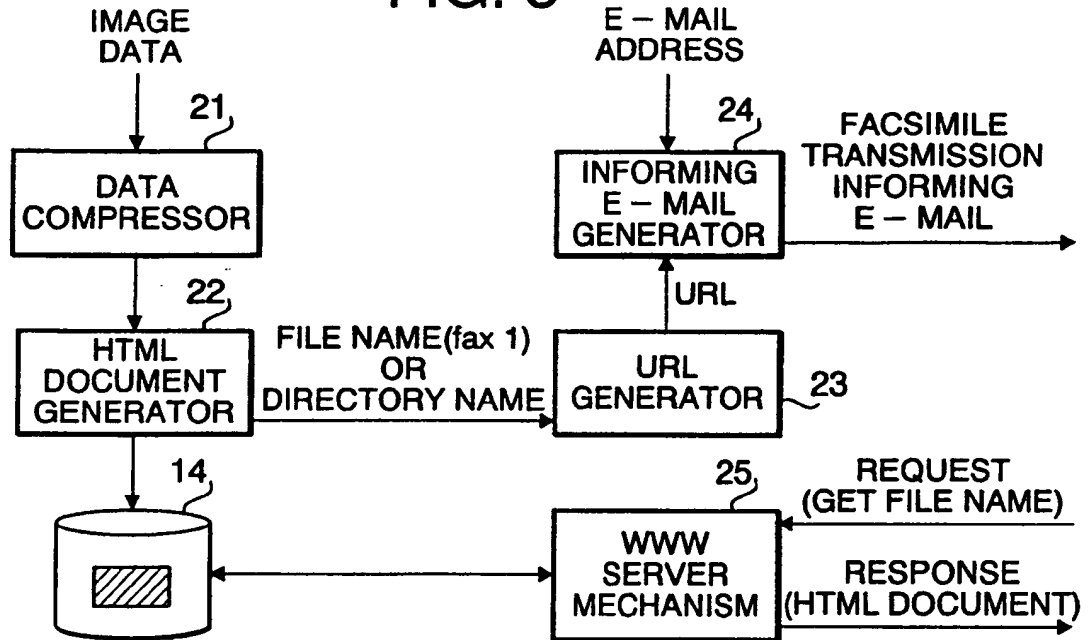 FIG.
IMAGE
DATA
21
DATA
COMPRESSOR
22
HTML
DOCUMENT
GENERATOR
FILE NAME(fax 1)
OR
DIRECTORY NAME
14
E – MAIL
ADDRESS
24
INFORMING
E – MAIL
GENERATOR
FACSIMILE
TRANSMISSION
INFORMING
E – MAIL
URL
URL
GENERATOR
23
25
WWW
SERVER
MECHANISM
REQUEST
(GET FILE NAME)
RESPONSE
(HTML DOCUMENT)